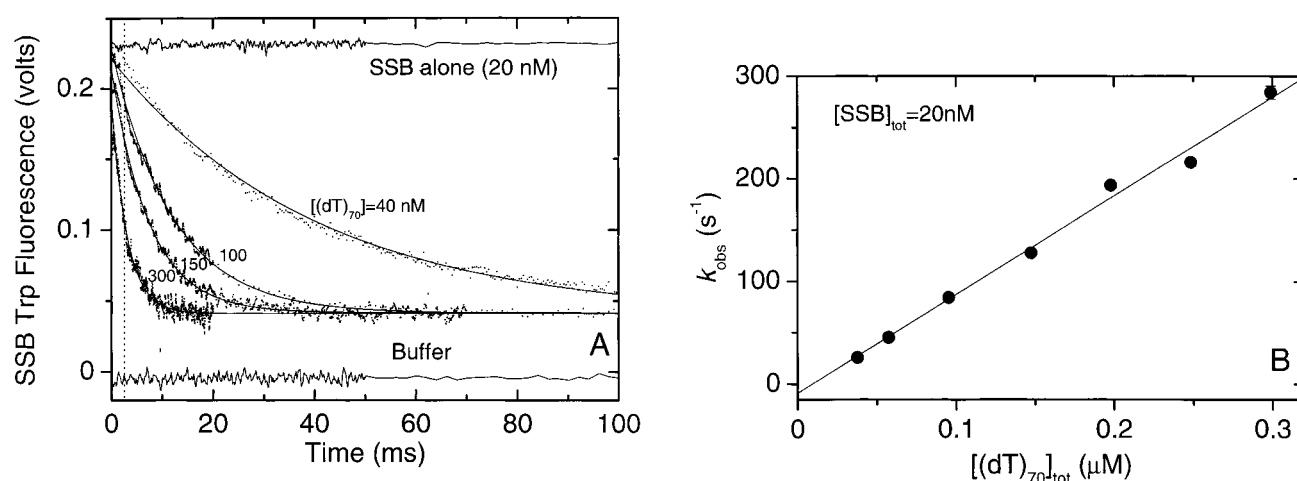 SSB Trp Fluorescence (volts)
0.2
0.1
0
SSB alone (20 nM)
[(dT)70]=40 nM
100
150
300
Buffer
A
0 20 40 60 80 100
Time (ms)
kobs (s-1)
300
200
100
0
[SSB]tot=20nM
B
0 0.1 0.2 0.3
[(dT)70]tot (μM)